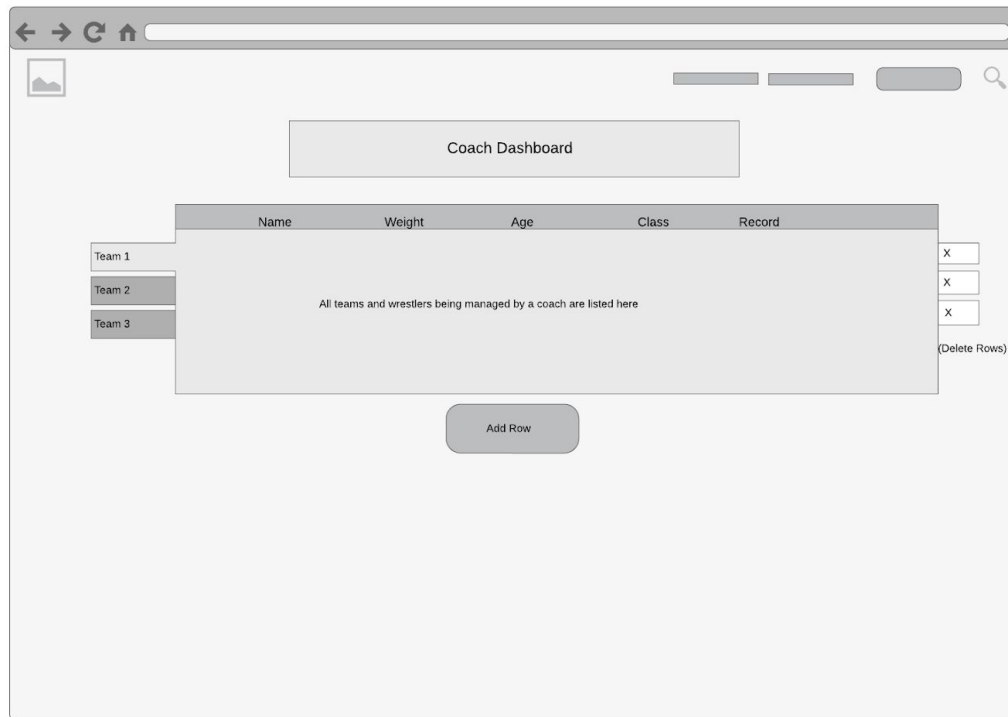 Coach Dashboard
Name Weight Age Class Record
Team 1
X
Team 2
X
All teams and wrestlers being managed by a coach are listed here
Team 3
X
(Delete Rows)
Add Row